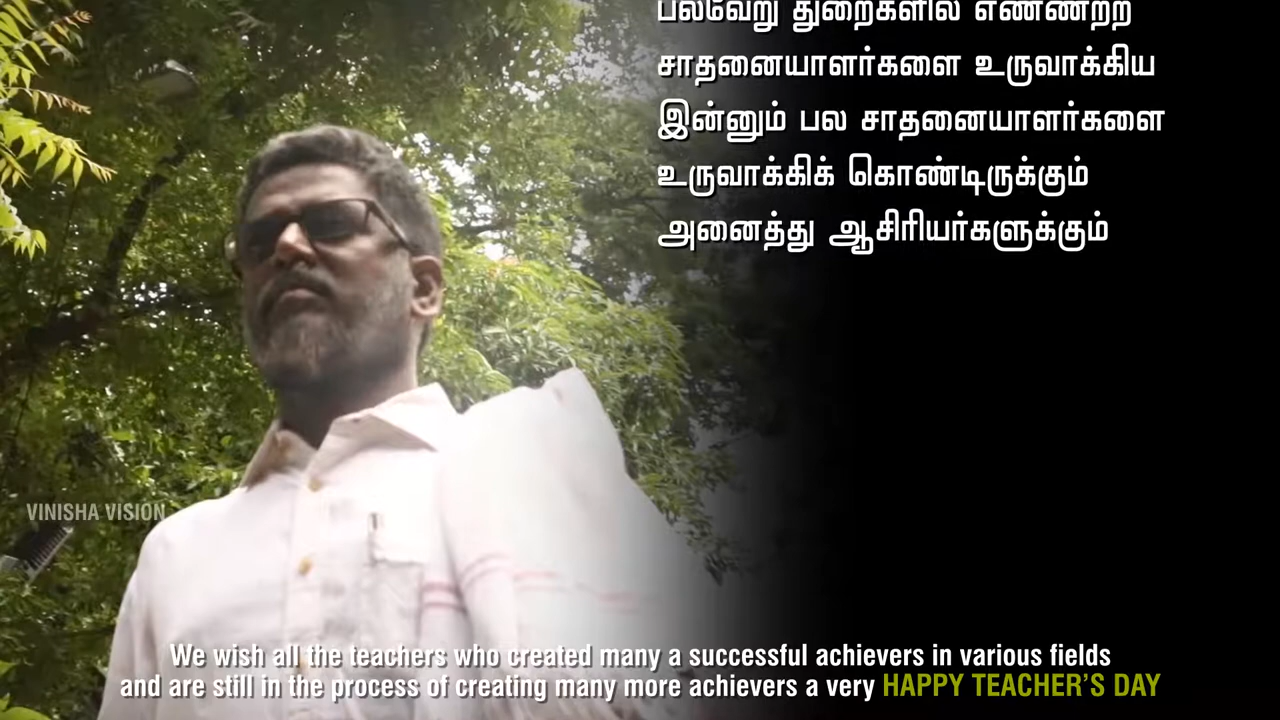 பல்வேறு துறைகளில் எண்ணற்ற
சாதனையாளர்களை உருவாக்கிய
இன்னும் பல சாதனையாளர்களை
உருவாக்கிக் கொண்டிருக்கும்
அனைத்து ஆசிரியர்களுக்கும்
VINISHA VISION
We wish all the teachers who created many a successful achievers in various fields
and are still in the process of creating many more achievers a very HAPPY TEACHER'S DAY